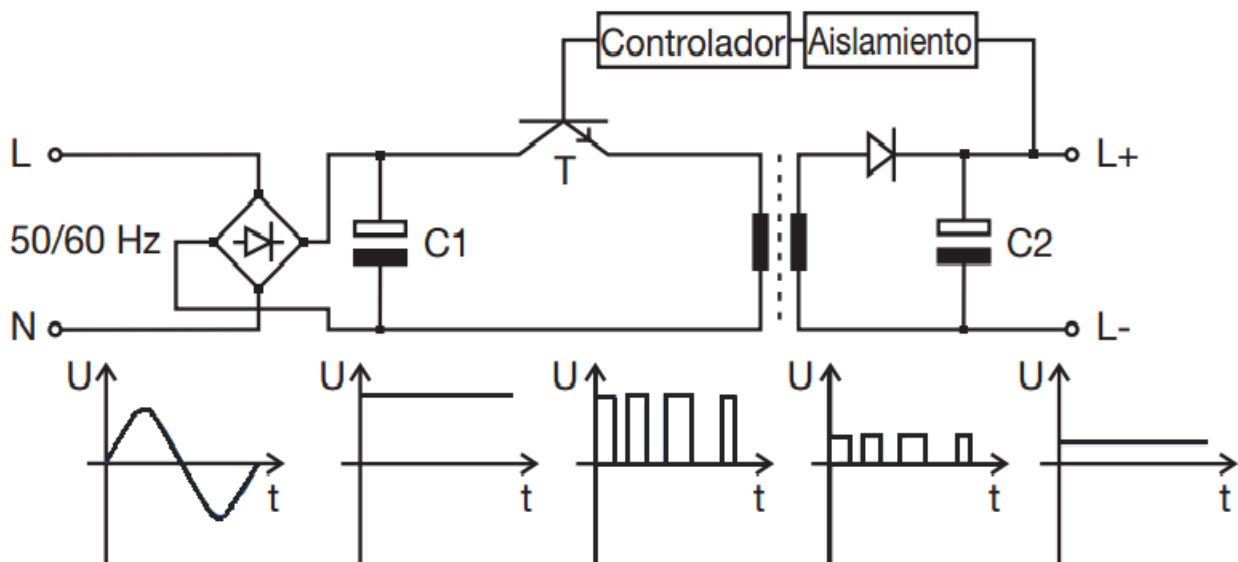 Controlador Aislamiento
L T L+
50/60 Hz C1 C2
N L-
U U U U U
t t t t t